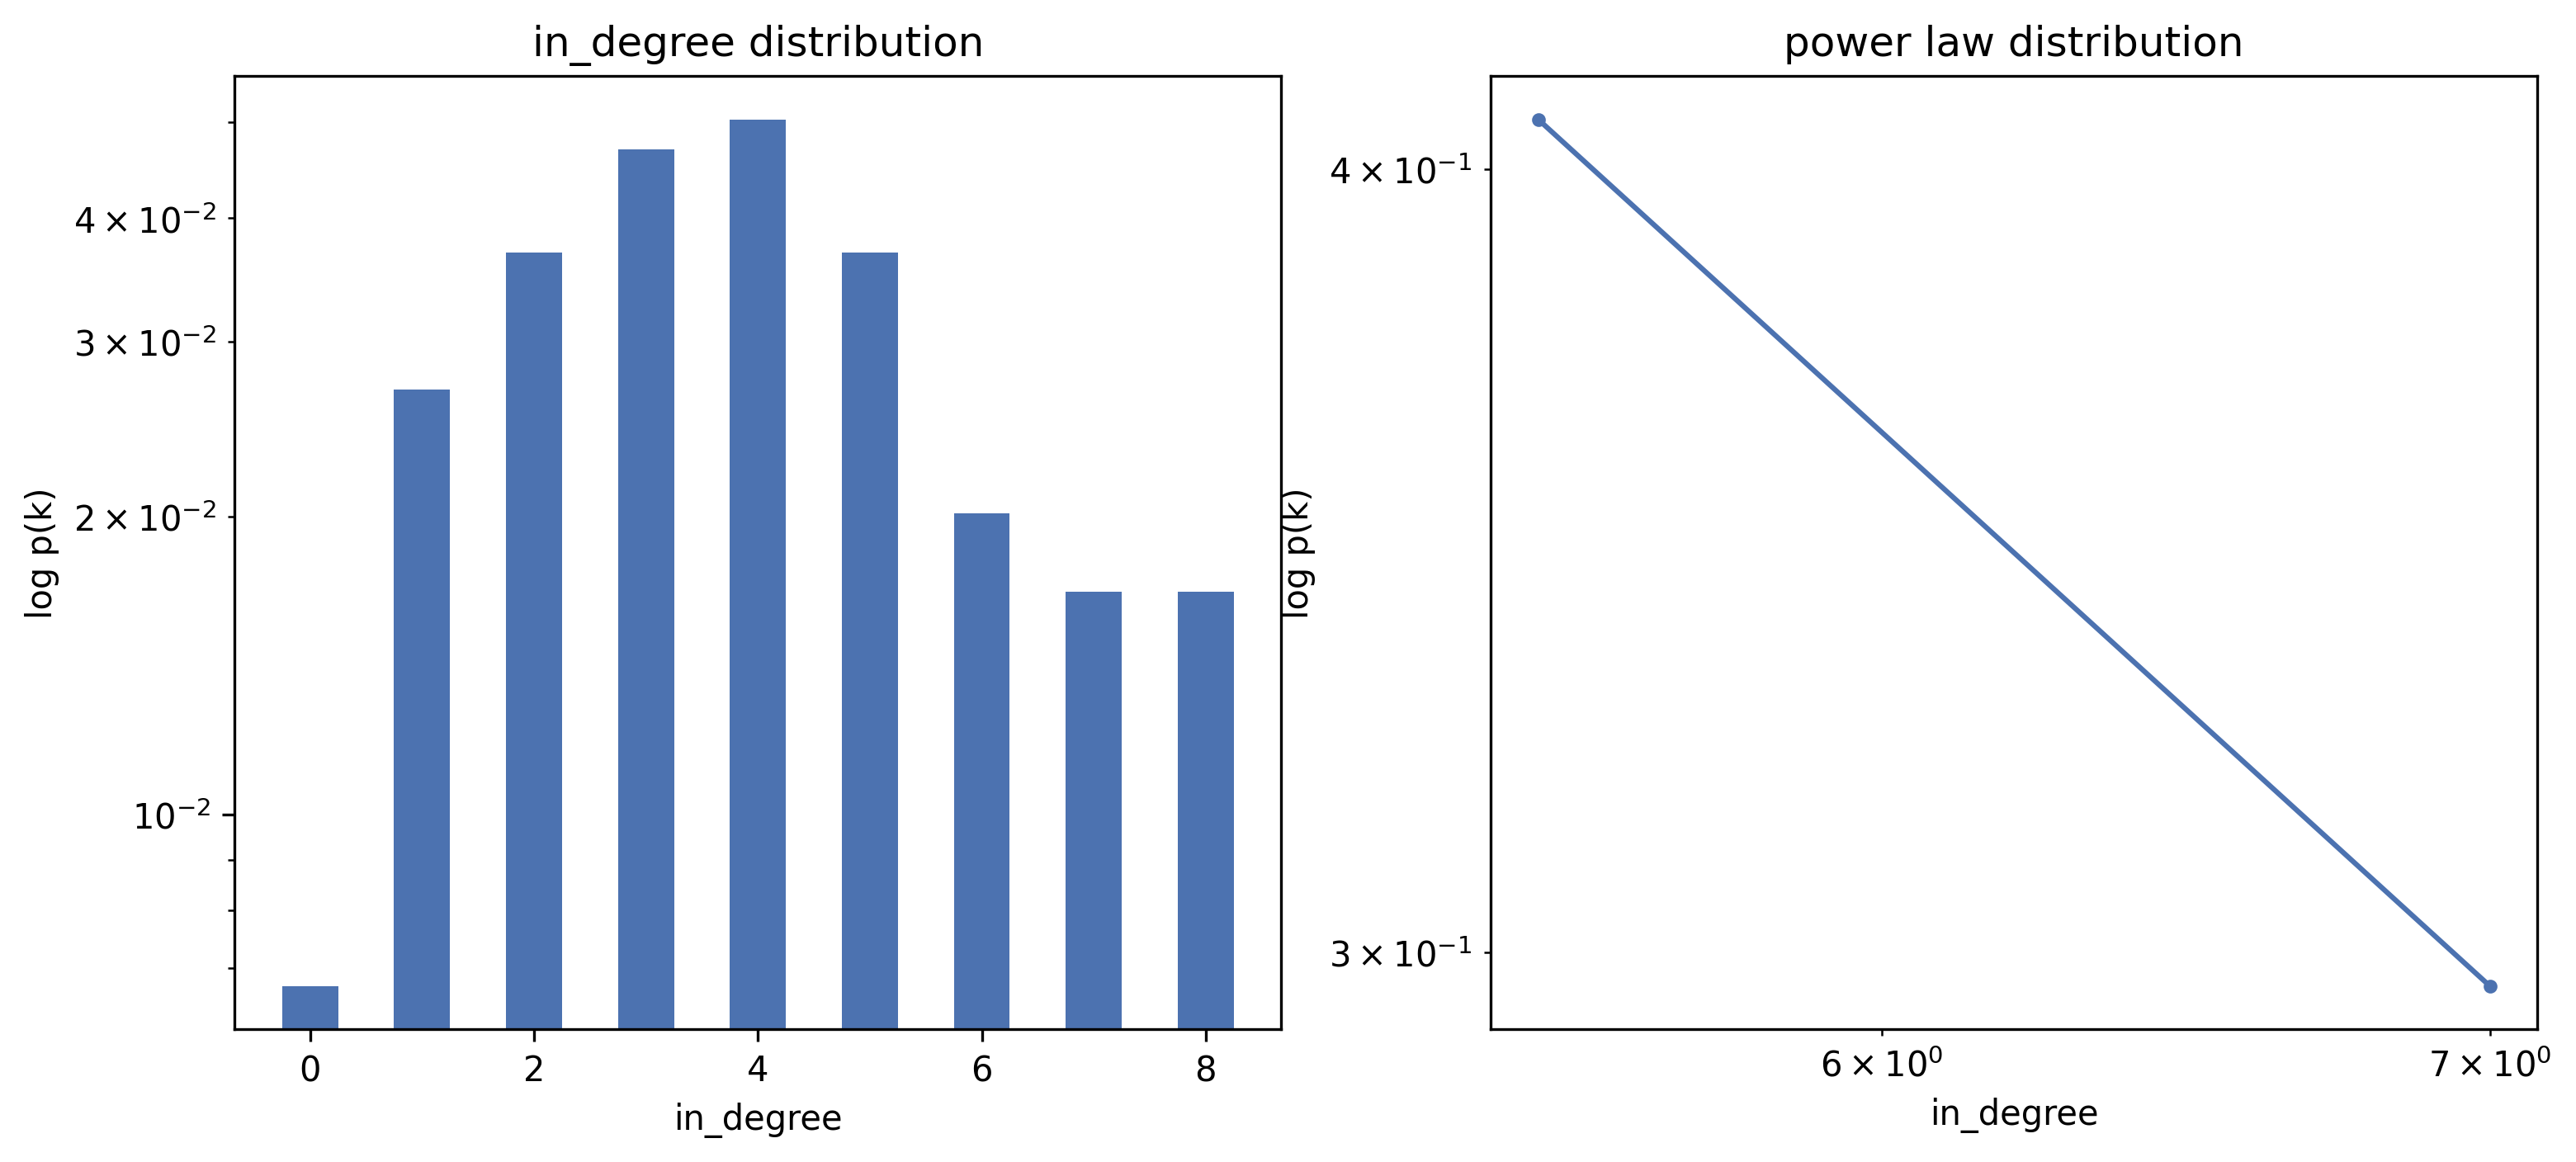 in_degree distribution
log p(k)
4 × 10⁻²
3 × 10⁻²
2 × 10⁻²
10⁻²
0 2 4 6 8
in_degree
power law distribution
log p(k)
4 × 10⁻¹
3 × 10⁻¹
6 × 10⁰ 7 × 10⁰
in_degree